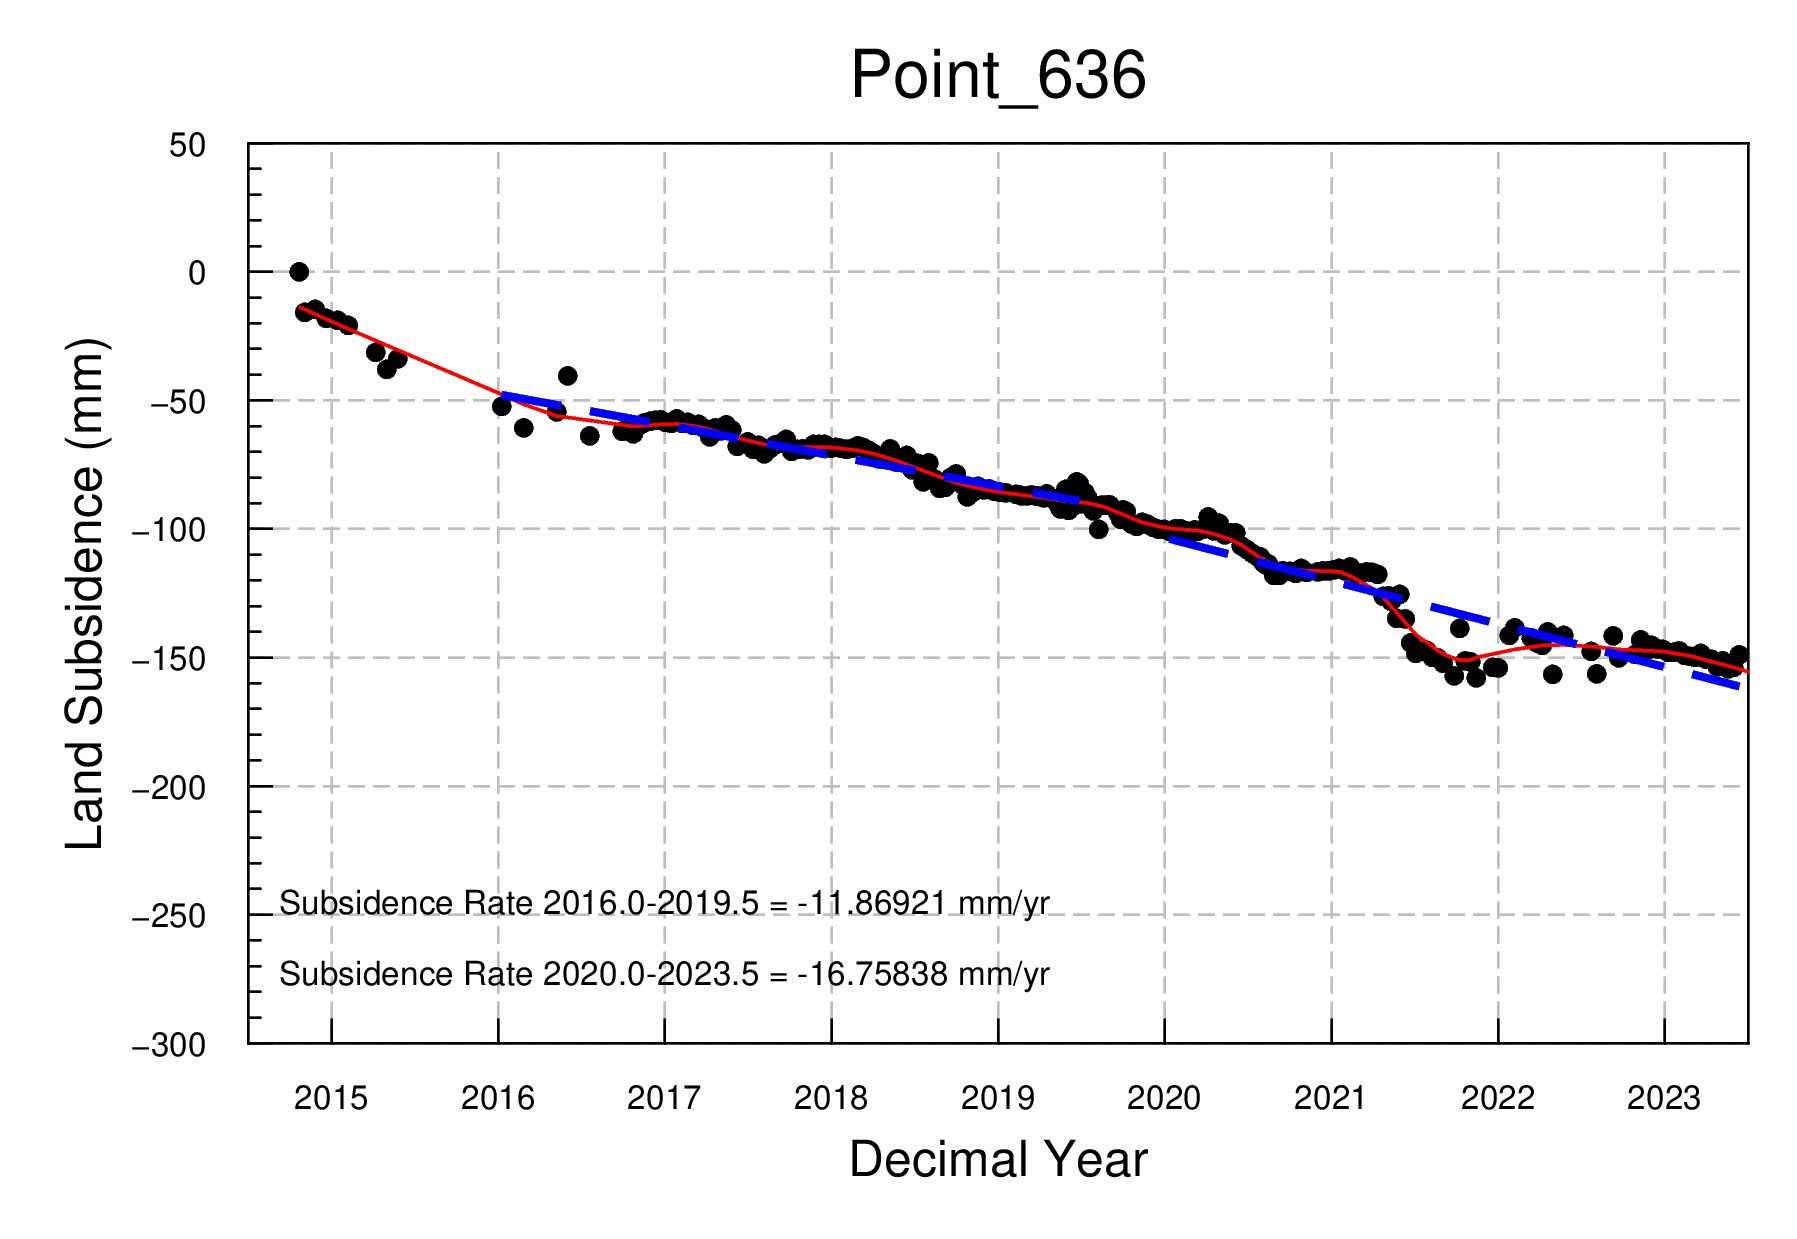 Point_636
50
0
−50
−100
−150
−200
−250
−300
Land Subsidence (mm)
Subsidence Rate 2016.0-2019.5 = -11.86921 mm/yr
Subsidence Rate 2020.0-2023.5 = -16.75838 mm/yr
2015 2016 2017 2018 2019 2020 2021 2022 2023
Decimal Year